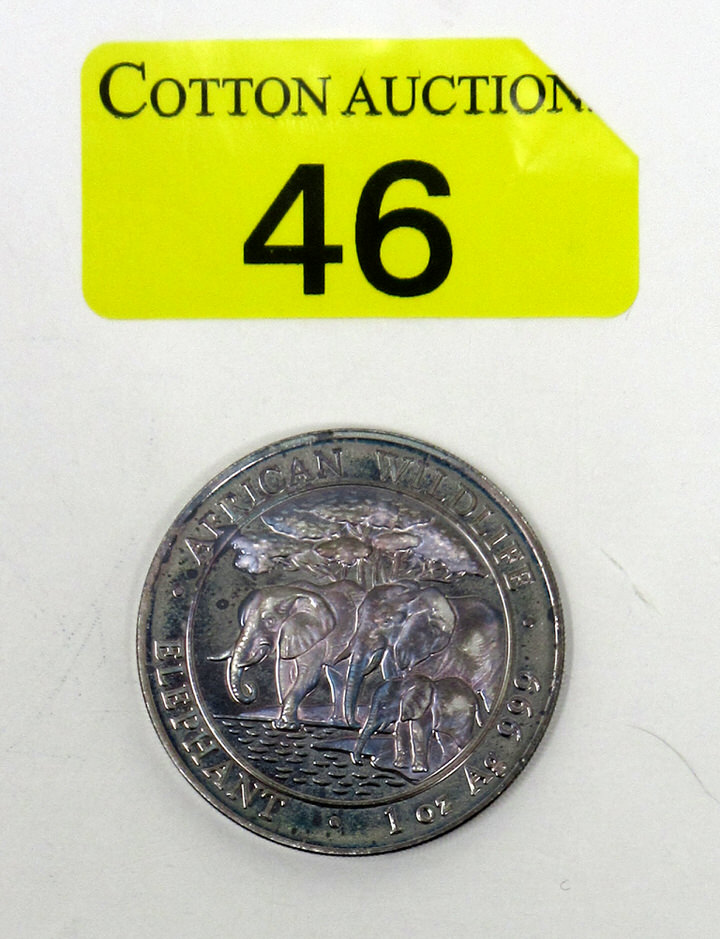 COTTON AUCTION
46
AFRICAN WILDLIFE
ELEPHANT
1 oz Ag 999